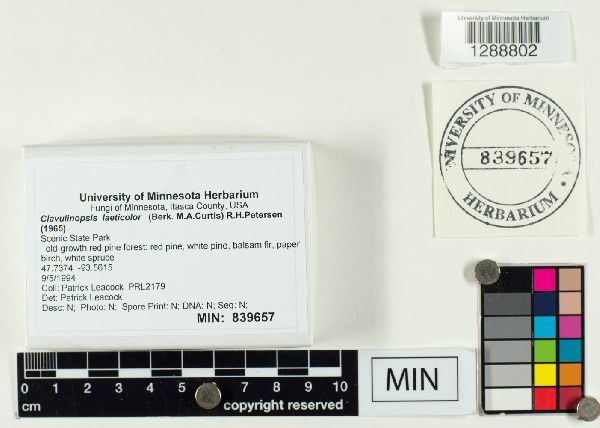 University of Minnesota Herbarium
1288802
UNIVERSITY OF MINNESOTA
839657
HERBARIUM
University of Minnesota Herbarium
Fungi of Minnesota, Itasca County, USA
Clavulinopsis laeticolor (Berk. M.A.Curtis) R.H.Petersen
(1965)
Scenic State Park
old-growth red pine forest: red pine, white pine, balsam fir, paper
birch, white spruce
47.7374 -93.5615
9/5/1994
Coll: Patrick Leacock PRL2179
Det: Patrick Leacock
Desc: N; Photo: N; Spore Print: N; DNA: N; Seq: N;
MIN: 839657
0 1 2 3 4 5 6 7 8 9 10
cm
copyright reserved
MIN